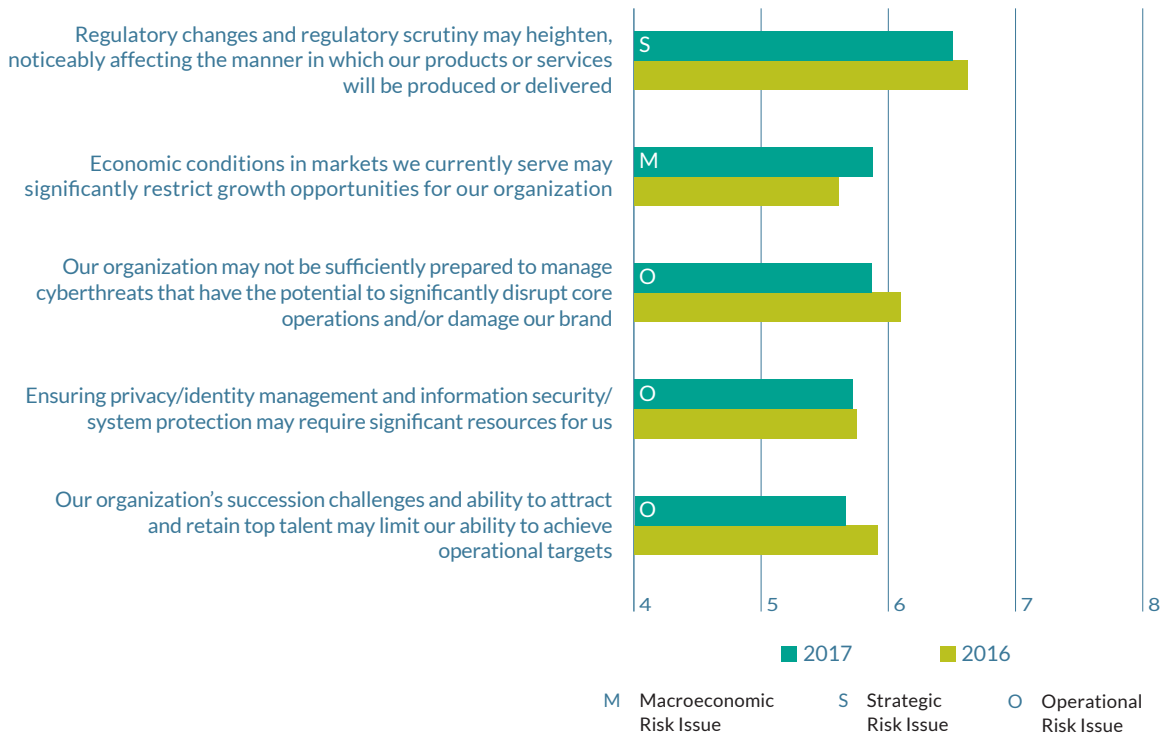 Regulatory changes and regulatory scrutiny may heighten,
noticeably affecting the manner in which our products or services
will be produced or delivered
S
Economic conditions in markets we currently serve may
significantly restrict growth opportunities for our organization
M
Our organization may not be sufficiently prepared to manage
cyberthreats that have the potential to significantly disrupt core
operations and/or damage our brand
O
Ensuring privacy/identity management and information security/
system protection may require significant resources for us
O
Our organization’s succession challenges and ability to attract
and retain top talent may limit our ability to achieve
operational targets
O
4 5 6 7 8
2017 2016
M Macroeconomic
Risk Issue
S Strategic
Risk Issue
O Operational
Risk Issue